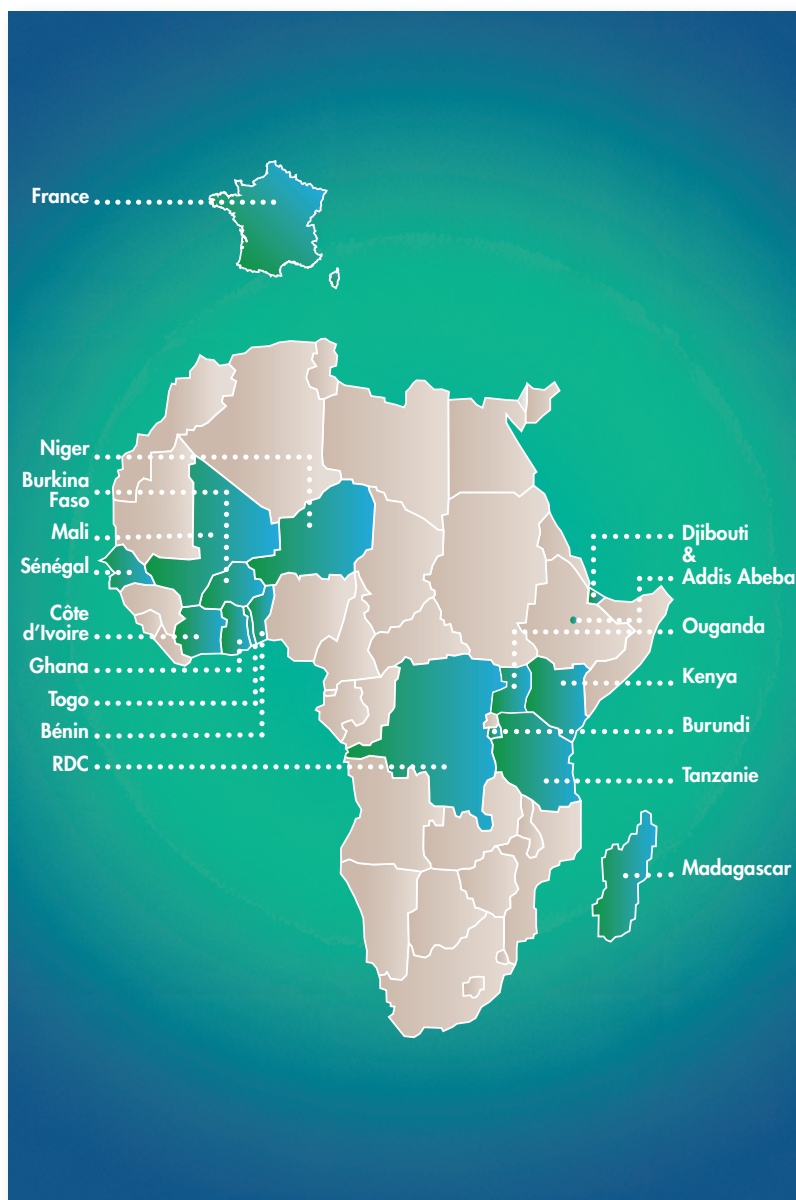 France
Niger
Burkina
Faso
Mali
Sénégal
Côte
d'Ivoire
Ghana
Togo
Bénin
RDC
Djibouti
&
Addis Abeba
Ouganda
Kenya
Burundi
Tanzanie
Madagascar